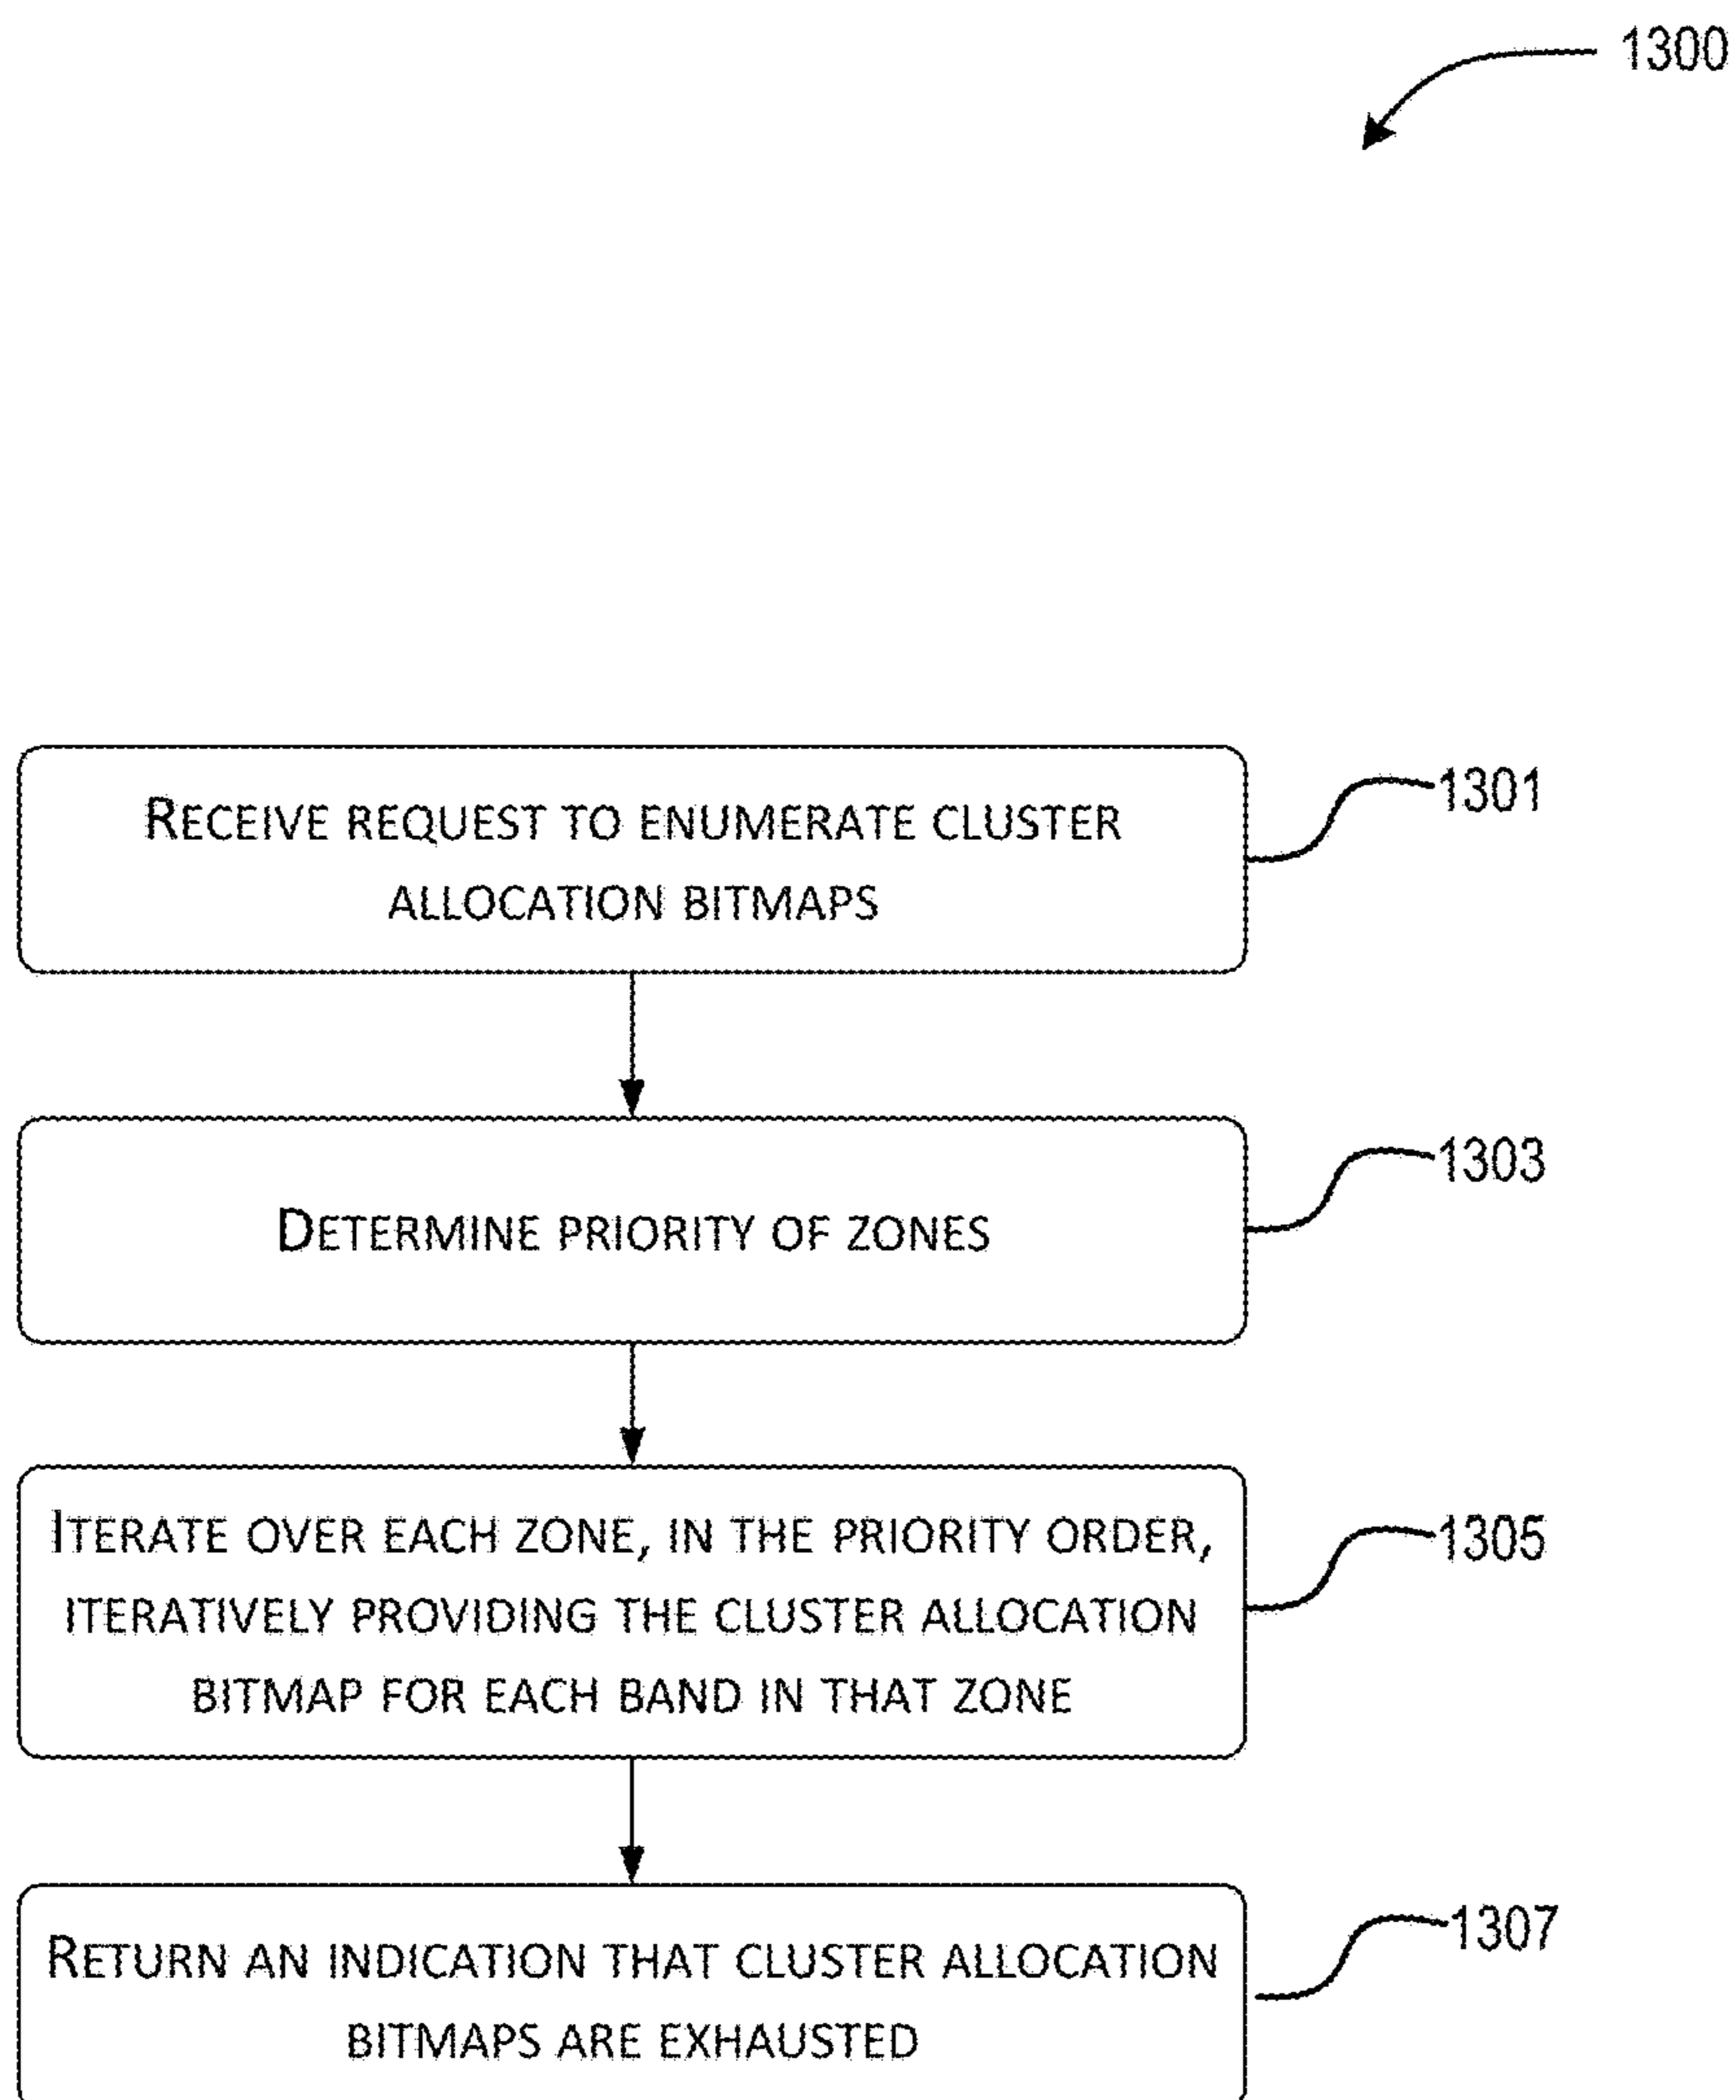 1300
RECEIVE REQUEST TO ENUMERATE CLUSTER
ALLOCATION BITMAPS
1301
DETERMINE PRIORITY OF ZONES
1303
ITERATE OVER EACH ZONE, IN THE PRIORITY ORDER,
ITERATIVELY PROVIDING THE CLUSTER ALLOCATION
BITMAP FOR EACH BAND IN THAT ZONE
1305
RETURN AN INDICATION THAT CLUSTER ALLOCATION
BITMAPS ARE EXHAUSTED
1307